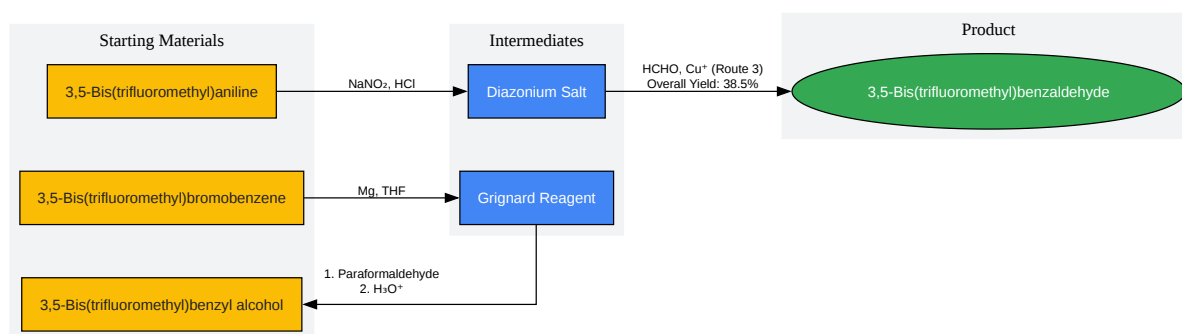 Starting Materials
Intermediates
Product
3,5-Bis(trifluoromethyl)aniline
NaNO₂, HCl
Diazonium Salt
HCHO, Cu⁺ (Route 3)
Overall Yield: 38.5%
3,5-Bis(trifluoromethyl)benzaldehyde
3,5-Bis(trifluoromethyl)bromobenzene
Mg, THF
Grignard Reagent
1. Paraformaldehyde
2. H₃O⁺
3,5-Bis(trifluoromethyl)benzyl alcohol